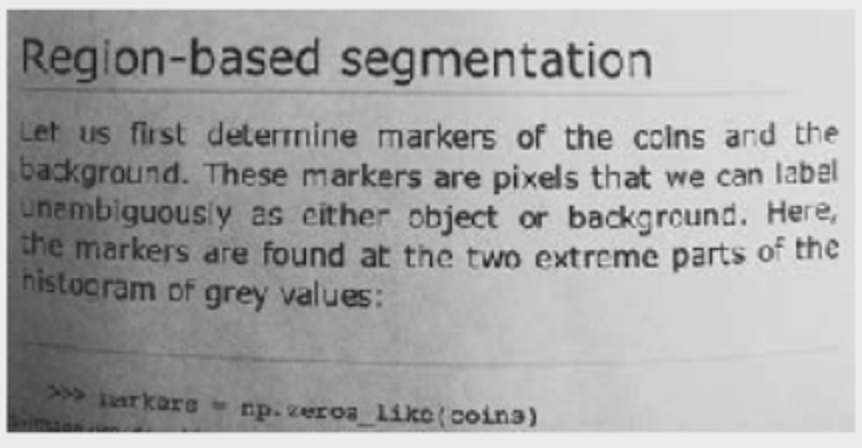 Region-based segmentation
Let us first determine markers of the coins and the
background. These markers are pixels that we can label
unambiguously as either object or background. Here,
the markers are found at the two extreme parts of the
histogram of grey values:
>>> markers = np.zeros_like(coins)